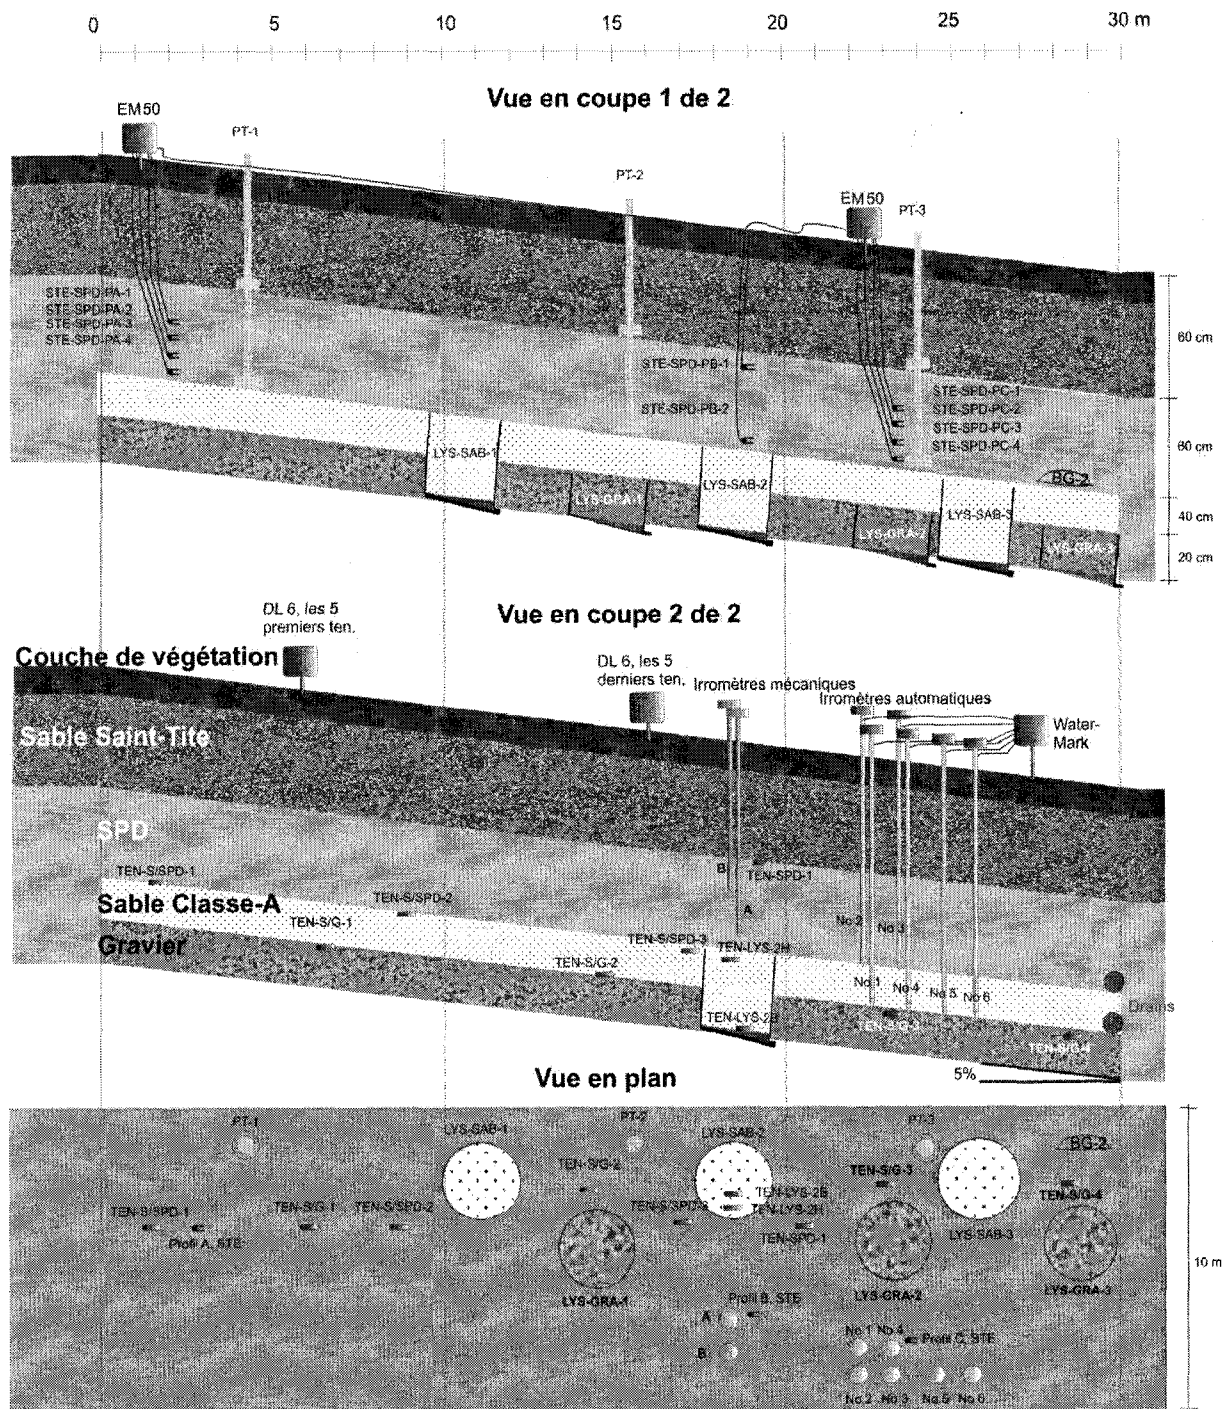 0
5
10
15
20
25
30 m
Vue en coupe 1 de 2
EM50
PT-1
PT-2
EM50
PT-3
STE-SPD-PA-1
STE-SPD-PA-2
STE-SPD-PA-3
STE-SPD-PA-4
60 cm
STE-SPD-PB-1
STE-SPD-PB-2
STE-SPD-PC-1
STE-SPD-PC-2
STE-SPD-PC-3
STE-SPD-PC-4
60 cm
LYS-SAB-1
LYS-GRA-1
LYS-SAB-2
LYS-GRA-2
LYS-SAB-3
LYS-GRA-3
BG-2
40 cm
20 cm
Vue en coupe 2 de 2
DL 6, les 5
premiers ten.
Couche de végétation
DL 6, les 5
derniers ten.
Irromètres mécaniques
Irromètres automatiques
Water-
Mark
Sable Saint-Tite
SPD
B
TEN-SPD-1
A
TEN-S/SPD-1
Sable Classe-A
TEN-S/SPD-2
TEN-S/G-1
Gravier
TEN-S/SPD-3
TEN-LYS-2H
TEN-S/G-2
No 2
No 3
No 1
No 4
No 5
No 6
Drains
TEN-LYS-2B
TEN-S/G-3
TEN-S/G-4
5%
Vue en plan
PT-1
LYS-SAB-1
PT-2
LYS-SAB-2
PT-3
BG-2
TEN-S/G-2
TEN-S/G-3
TEN-LYS-2B
TEN-S/G-4
TEN-S/SPD-1
Profil A, STE
TEN-S/G-1
TEN-S/SPD-2
TEN-S/SPD-3
TEN-LYS-2H
TEN-SPD-1
LYS-SAB-3
10 m
LYS-GRA-1
Profil B, STE
LYS-GRA-2
LYS-GRA-3
A
B
No 1
No 4
Profil C, STE
No 2
No 3
No 5
No 6